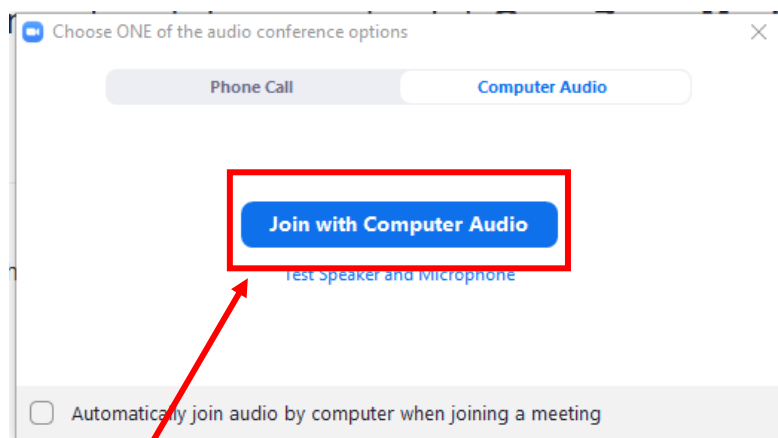 Choose ONE of the audio conference options
Phone Call
Computer Audio
Join with Computer Audio
Test Speaker and Microphone
Automatically join audio by computer when joining a meeting